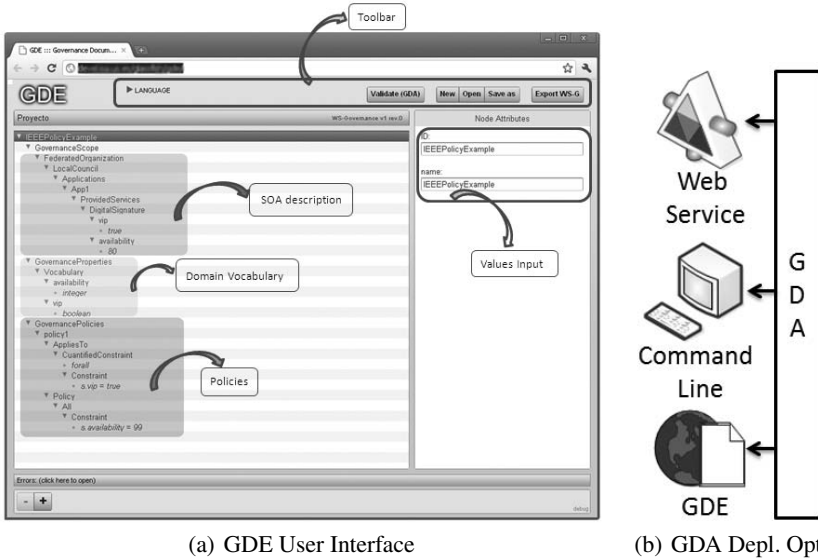 Toolbar
GDE ::: Governance Docum...
GDE
LANGUAGE
Validate (GDA)
New
Open
Save as
Export WS-G
Proyecto
WS-Governance v1 rev.0
Node Attributes
IEEEPolicyExample
GovernanceScope
FederatedOrganization
LocalCouncil
Applications
App1
ProvidedServices
DigitalSignature
vip
true
availability
80
GovernanceProperties
Vocabulary
availability
integer
vip
boolean
GovernancePolicies
policy1
AppliesTo
CuantifiedConstraint
forall
Constraint
s.vip = true
Policy
All
Constraint
s.availability = 99
SOA description
Domain Vocabulary
Policies
ID:
IEEEPolicyExample
name:
IEEEPolicyExample
Values Input
Errors: (click here to open)
- +
debug
(a) GDE User Interface
Web
Service
Command
Line
GDE
G
D
A
(b) GDA Depl. Opt